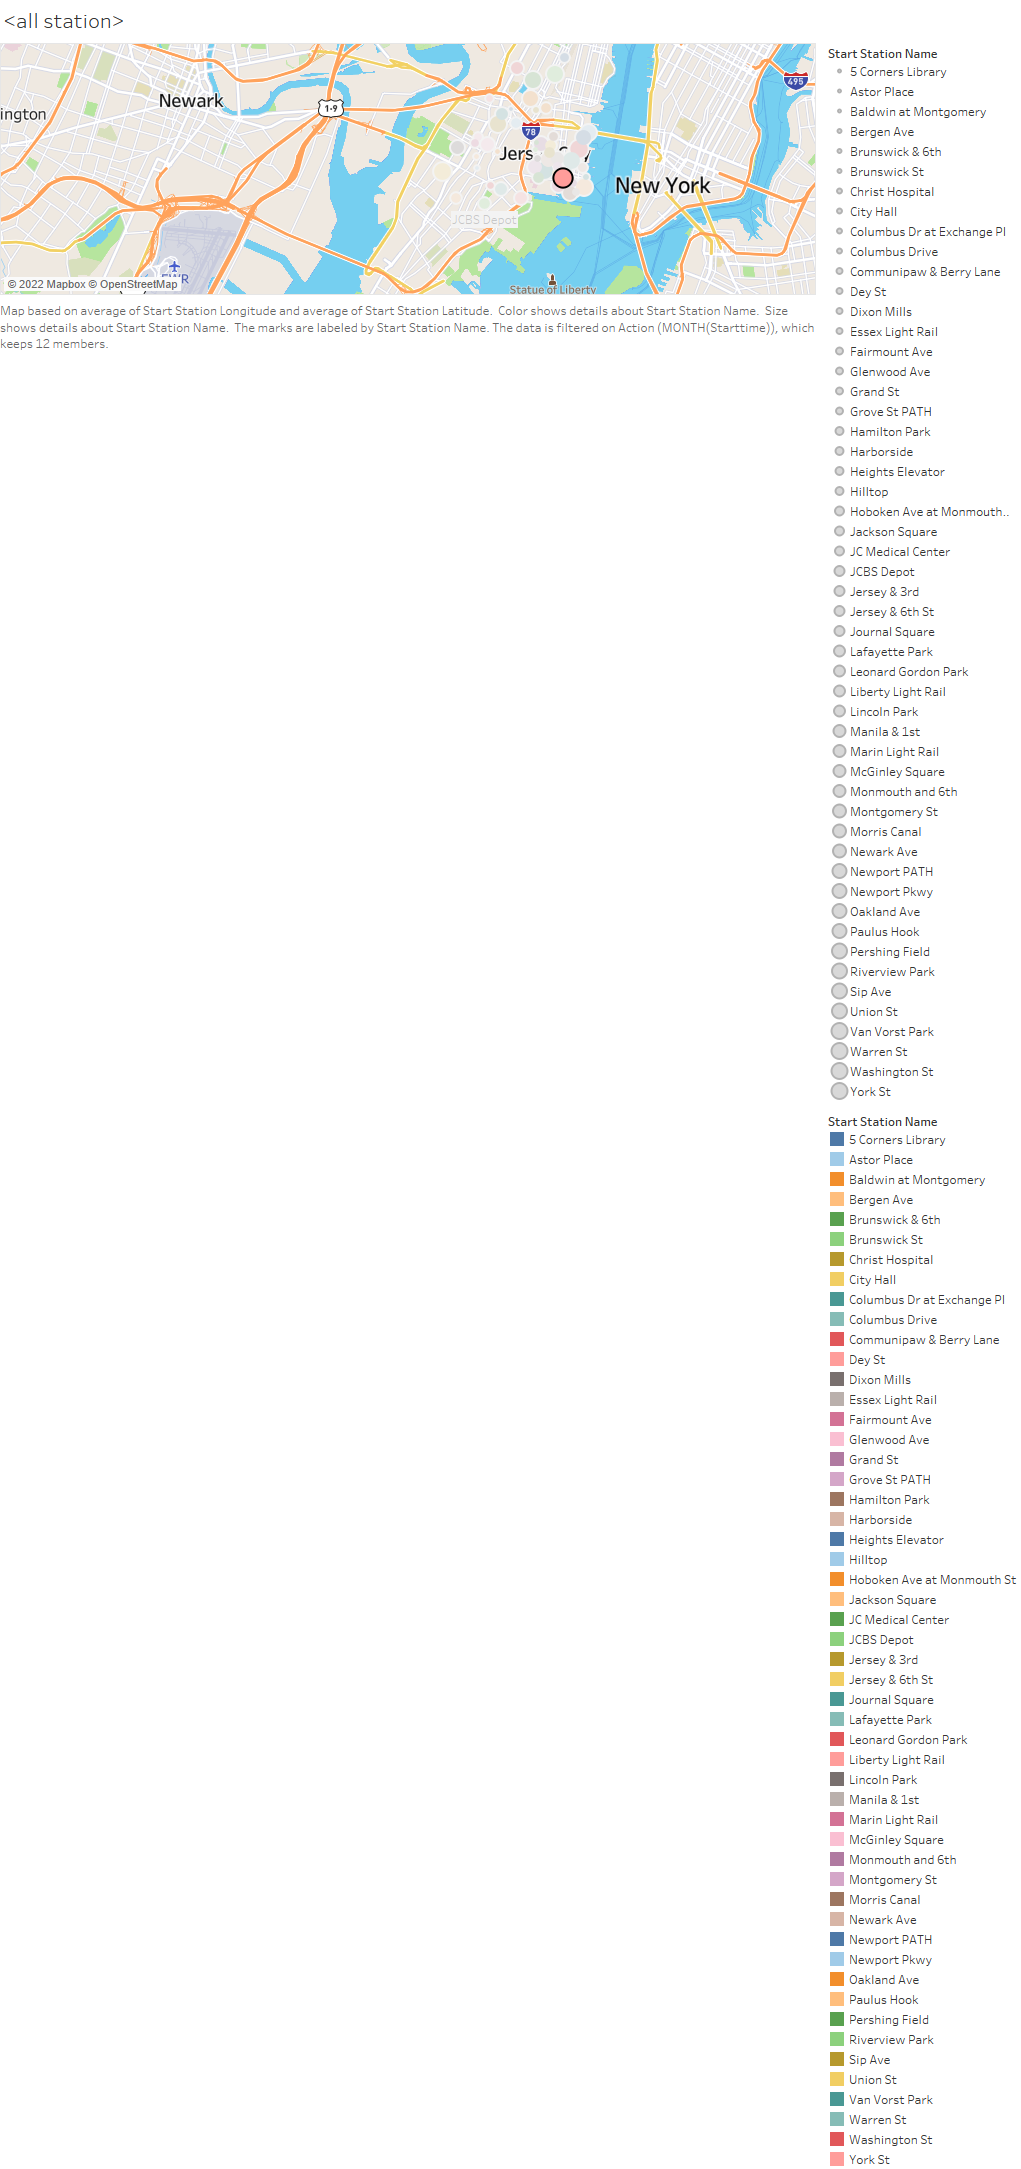 <all station>
Newark
ington
1-9
78
495
Jers
New York
JCBS Depot
EWR
Statue of Liberty
© 2022 Mapbox © OpenStreetMap
Map based on average of Start Station Longitude and average of Start Station Latitude.  Color shows details about Start Station Name.  Size
shows details about Start Station Name.  The marks are labeled by Start Station Name. The data is filtered on Action (MONTH(Starttime)), which
keeps 12 members.
Start Station Name
5 Corners Library
Astor Place
Baldwin at Montgomery
Bergen Ave
Brunswick & 6th
Brunswick St
Christ Hospital
City Hall
Columbus Dr at Exchange Pl
Columbus Drive
Communipaw & Berry Lane
Dey St
Dixon Mills
Essex Light Rail
Fairmount Ave
Glenwood Ave
Grand St
Grove St PATH
Hamilton Park
Harborside
Heights Elevator
Hilltop
Hoboken Ave at Monmouth..
Jackson Square
JC Medical Center
JCBS Depot
Jersey & 3rd
Jersey & 6th St
Journal Square
Lafayette Park
Leonard Gordon Park
Liberty Light Rail
Lincoln Park
Manila & 1st
Marin Light Rail
McGinley Square
Monmouth and 6th
Montgomery St
Morris Canal
Newark Ave
Newport PATH
Newport Pkwy
Oakland Ave
Paulus Hook
Pershing Field
Riverview Park
Sip Ave
Union St
Van Vorst Park
Warren St
Washington St
York St
Start Station Name
5 Corners Library
Astor Place
Baldwin at Montgomery
Bergen Ave
Brunswick & 6th
Brunswick St
Christ Hospital
City Hall
Columbus Dr at Exchange Pl
Columbus Drive
Communipaw & Berry Lane
Dey St
Dixon Mills
Essex Light Rail
Fairmount Ave
Glenwood Ave
Grand St
Grove St PATH
Hamilton Park
Harborside
Heights Elevator
Hilltop
Hoboken Ave at Monmouth St
Jackson Square
JC Medical Center
JCBS Depot
Jersey & 3rd
Jersey & 6th St
Journal Square
Lafayette Park
Leonard Gordon Park
Liberty Light Rail
Lincoln Park
Manila & 1st
Marin Light Rail
McGinley Square
Monmouth and 6th
Montgomery St
Morris Canal
Newark Ave
Newport PATH
Newport Pkwy
Oakland Ave
Paulus Hook
Pershing Field
Riverview Park
Sip Ave
Union St
Van Vorst Park
Warren St
Washington St
York St